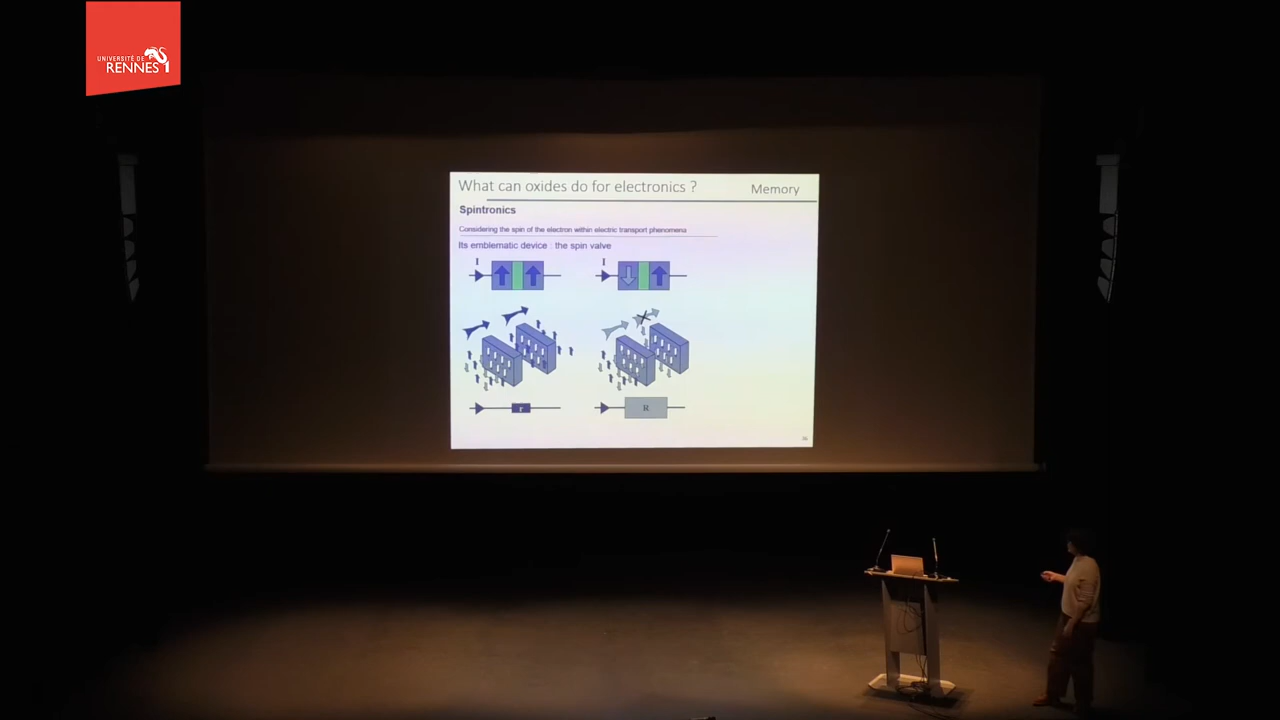 UNIVERSITÉ DE
RENNES 1
What can oxides do for electronics ?
Memory
Spintronics
Considering the spin of the electron within electric transport phenomena
Its emblematic device : the spin valve
I
I
r
R